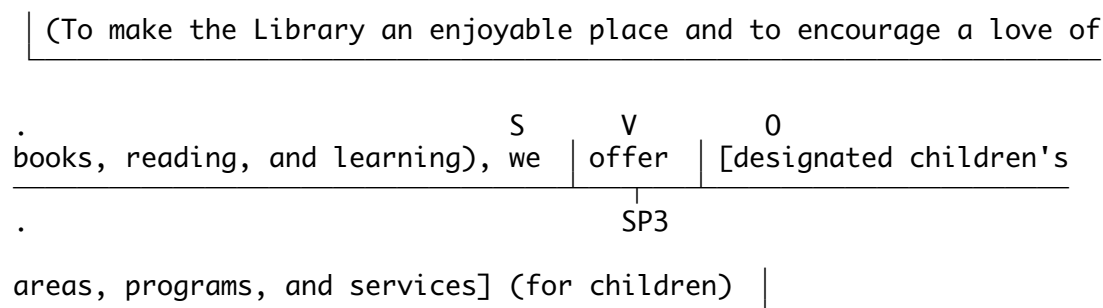 (To make the Library an enjoyable place and to encourage a love of
. S V O
books, reading, and learning), we offer [designated children's
. SP3
areas, programs, and services] (for children)